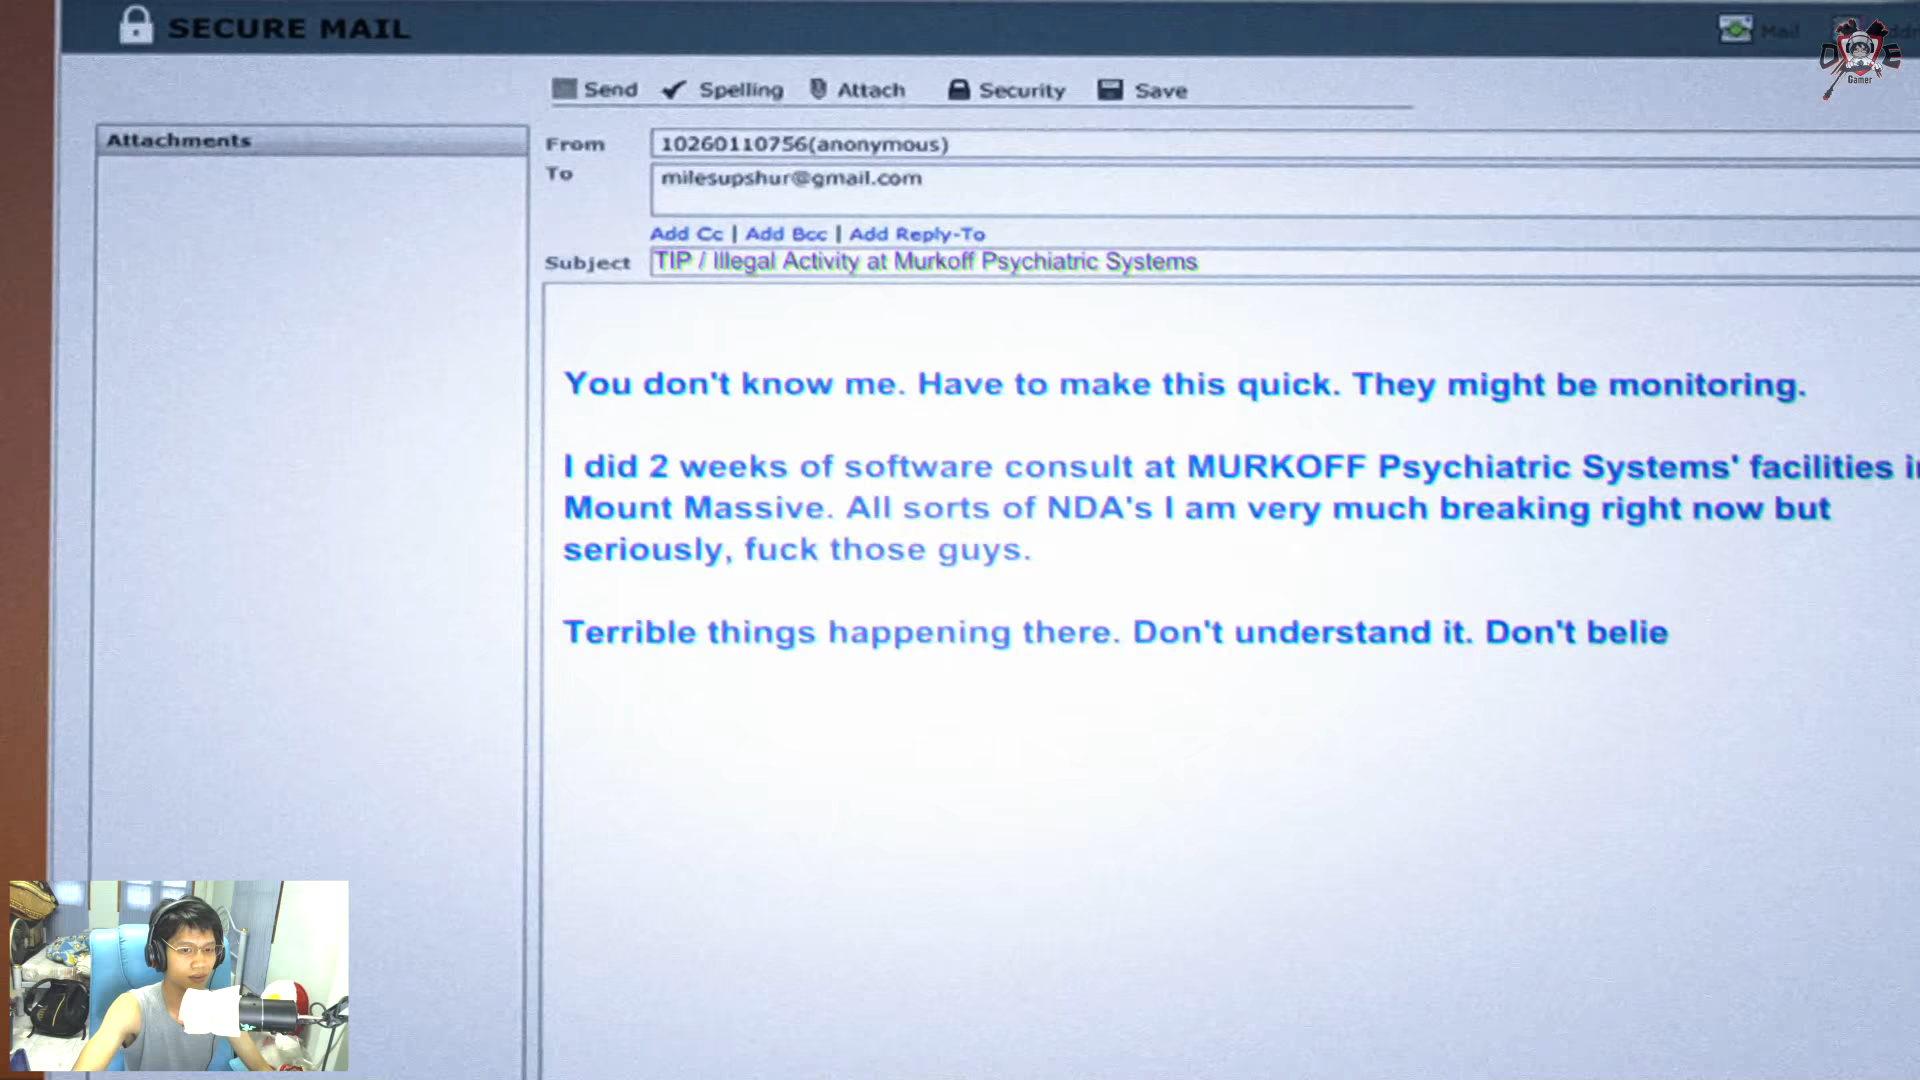 SECURE MAIL
Mail
Send Spelling Attach Security Save
Attachments
From 10260110756(anonymous)
To milesupshur@gmail.com
Add Cc | Add Bcc | Add Reply-To
Subject TIP / Illegal Activity at Murkoff Psychiatric Systems
You don't know me. Have to make this quick. They might be monitoring.
I did 2 weeks of software consult at MURKOFF Psychiatric Systems' facilities in
Mount Massive. All sorts of NDA's I am very much breaking right now but
seriously, fuck those guys.
Terrible things happening there. Don't understand it. Don't belie
Gamer